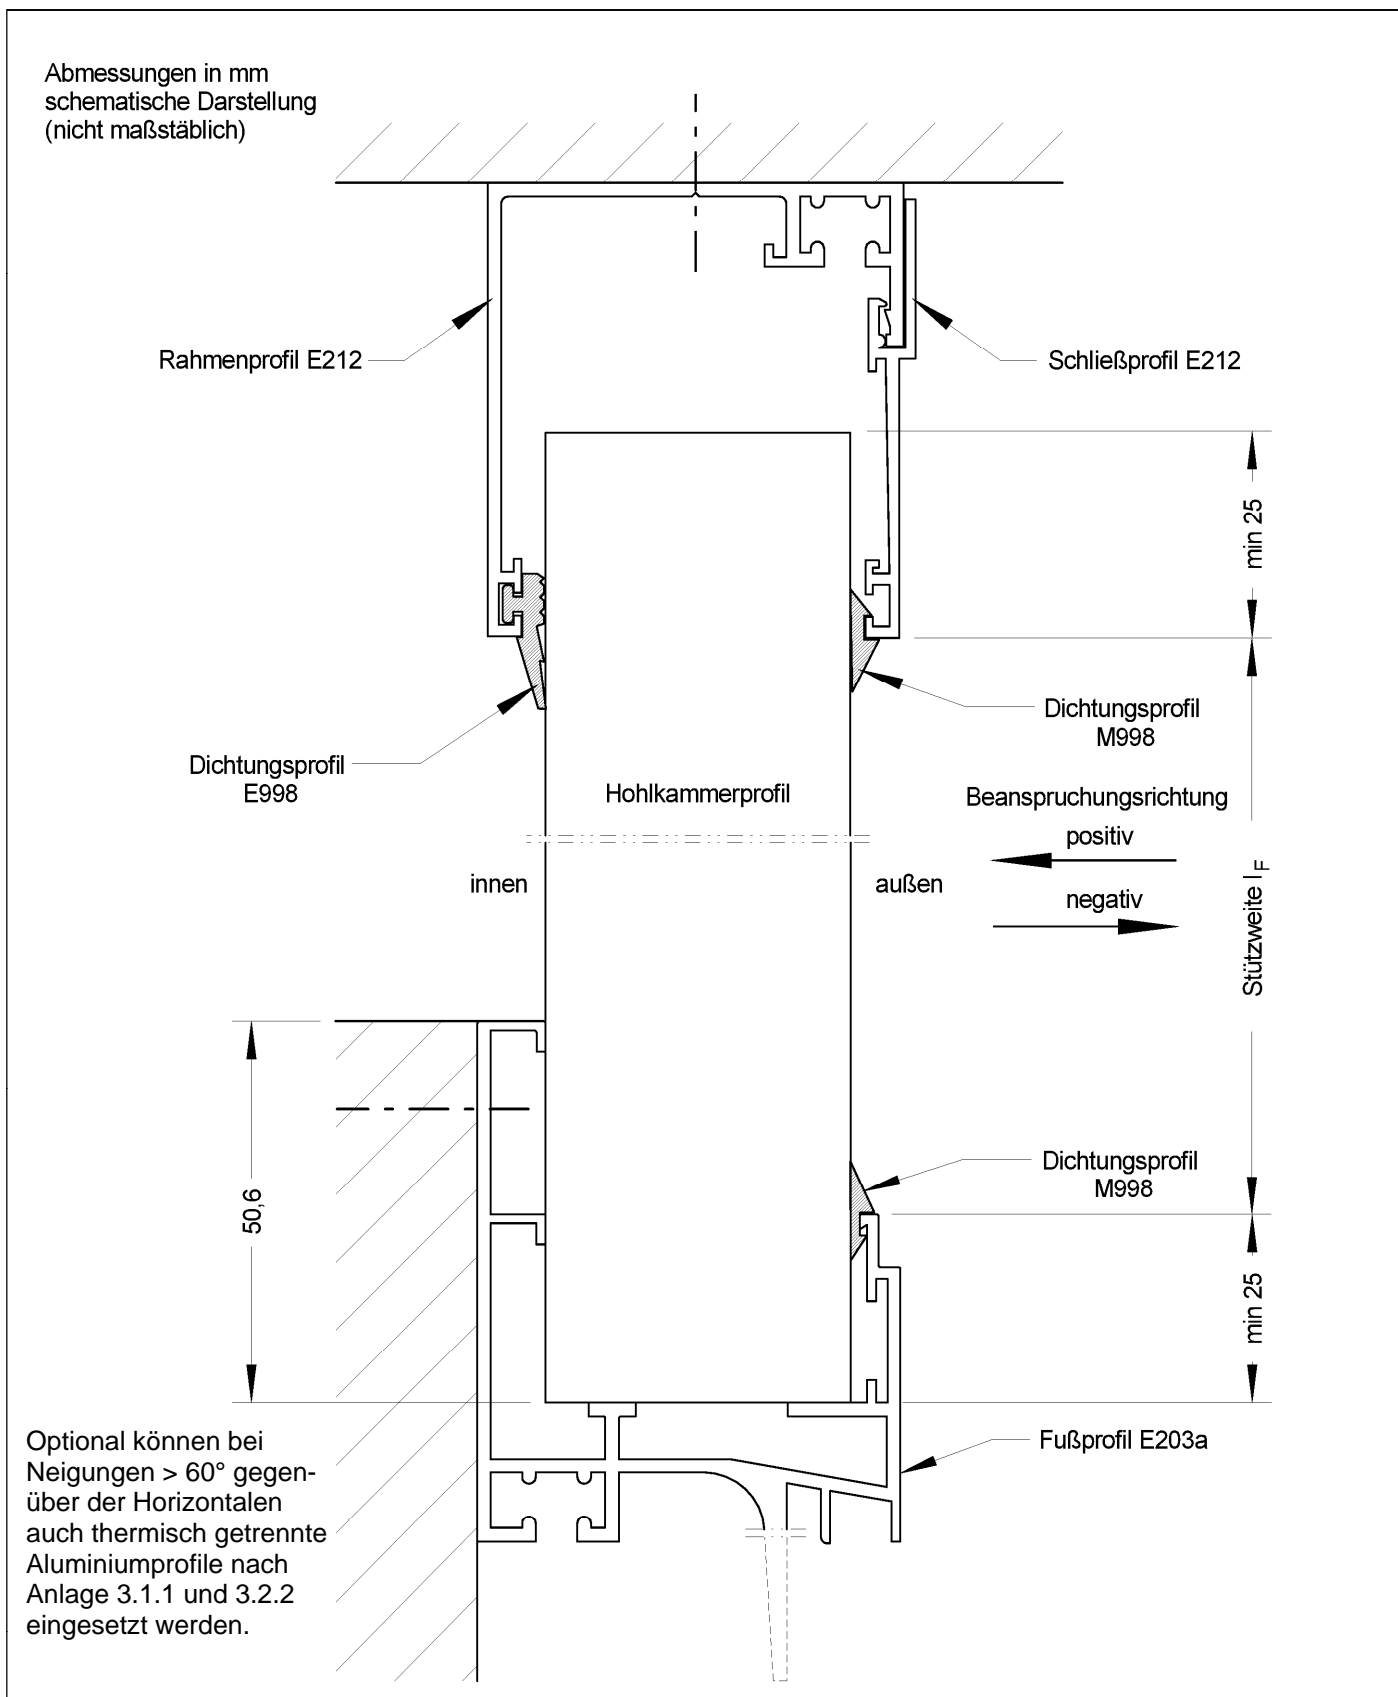 Abmessungen in mm
schematische Darstellung
(nicht maßstäblich)
Rahmenprofil E212
Schließprofil E212
min 25
Dichtungsprofil
M998
Dichtungsprofil
E998
Hohlkammerprofil
Beanspruchungsrichtung
positiv
innen
außen
negativ
Stützweite l_F
Dichtungsprofil
M998
50,6
min 25
Fußprofil E203a
Optional können bei
Neigungen > 60° gegen-
über der Horizontalen
auch thermisch getrennte
Aluminiumprofile nach
Anlage 3.1.1 und 3.2.2
eingesetzt werden.